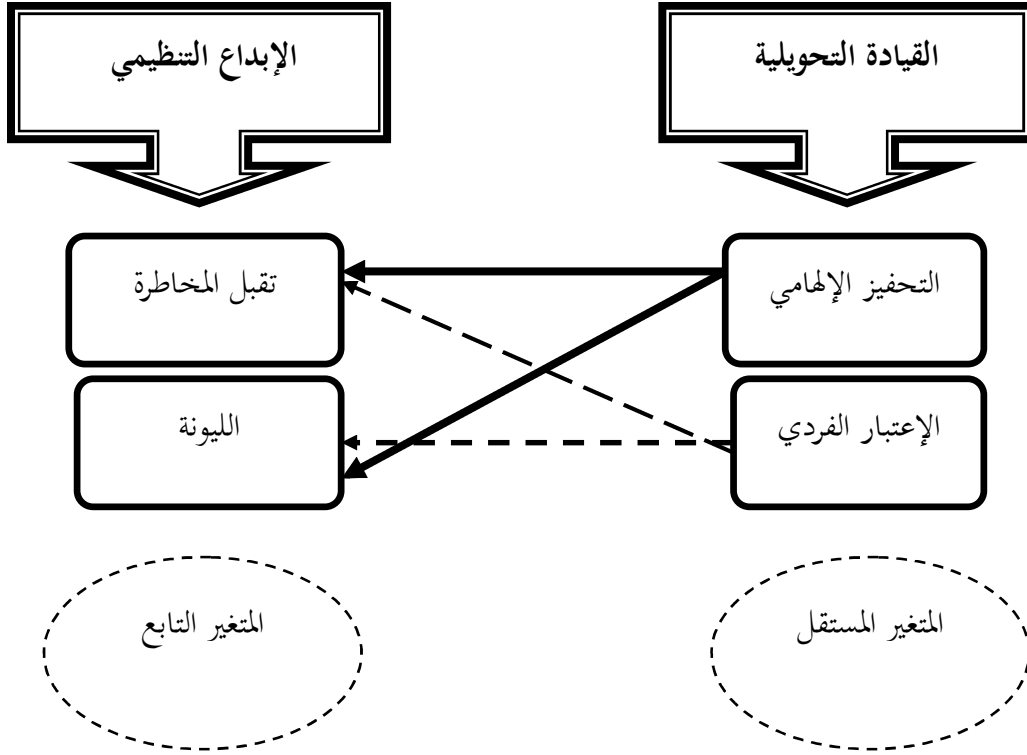 القيادة التحويلية
الإبداع التنظيمي
التحفيز الإلهامي
تقبل المخاطرة
الإعتبار الفردي
الليونة
المتغير المستقل
المتغير التابع